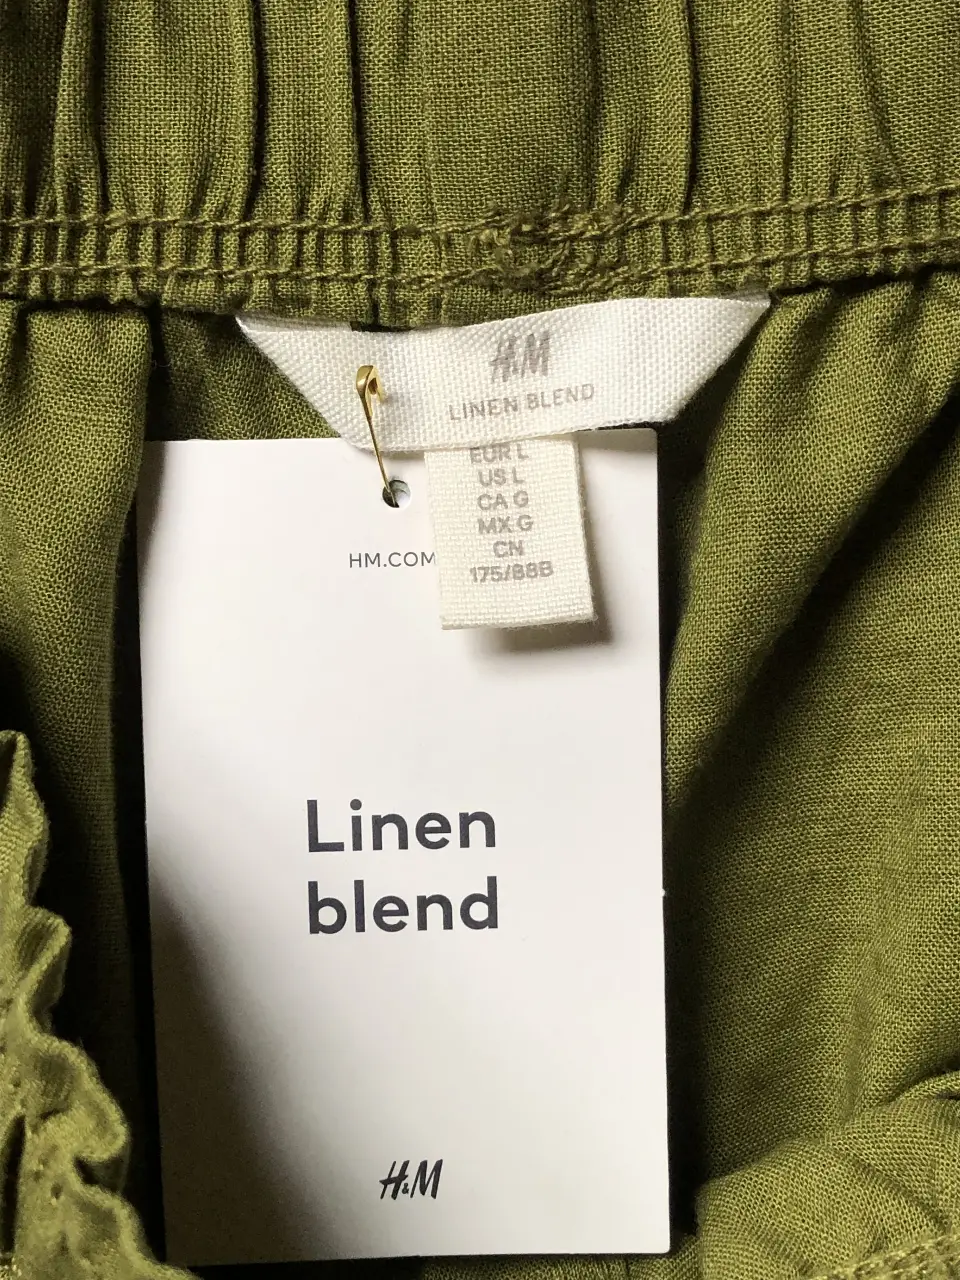 H&M
LINEN BLEND
EUR L
US L
CA G
MX G
CN
175/88B
HM.COM
Linen
blend
H&M